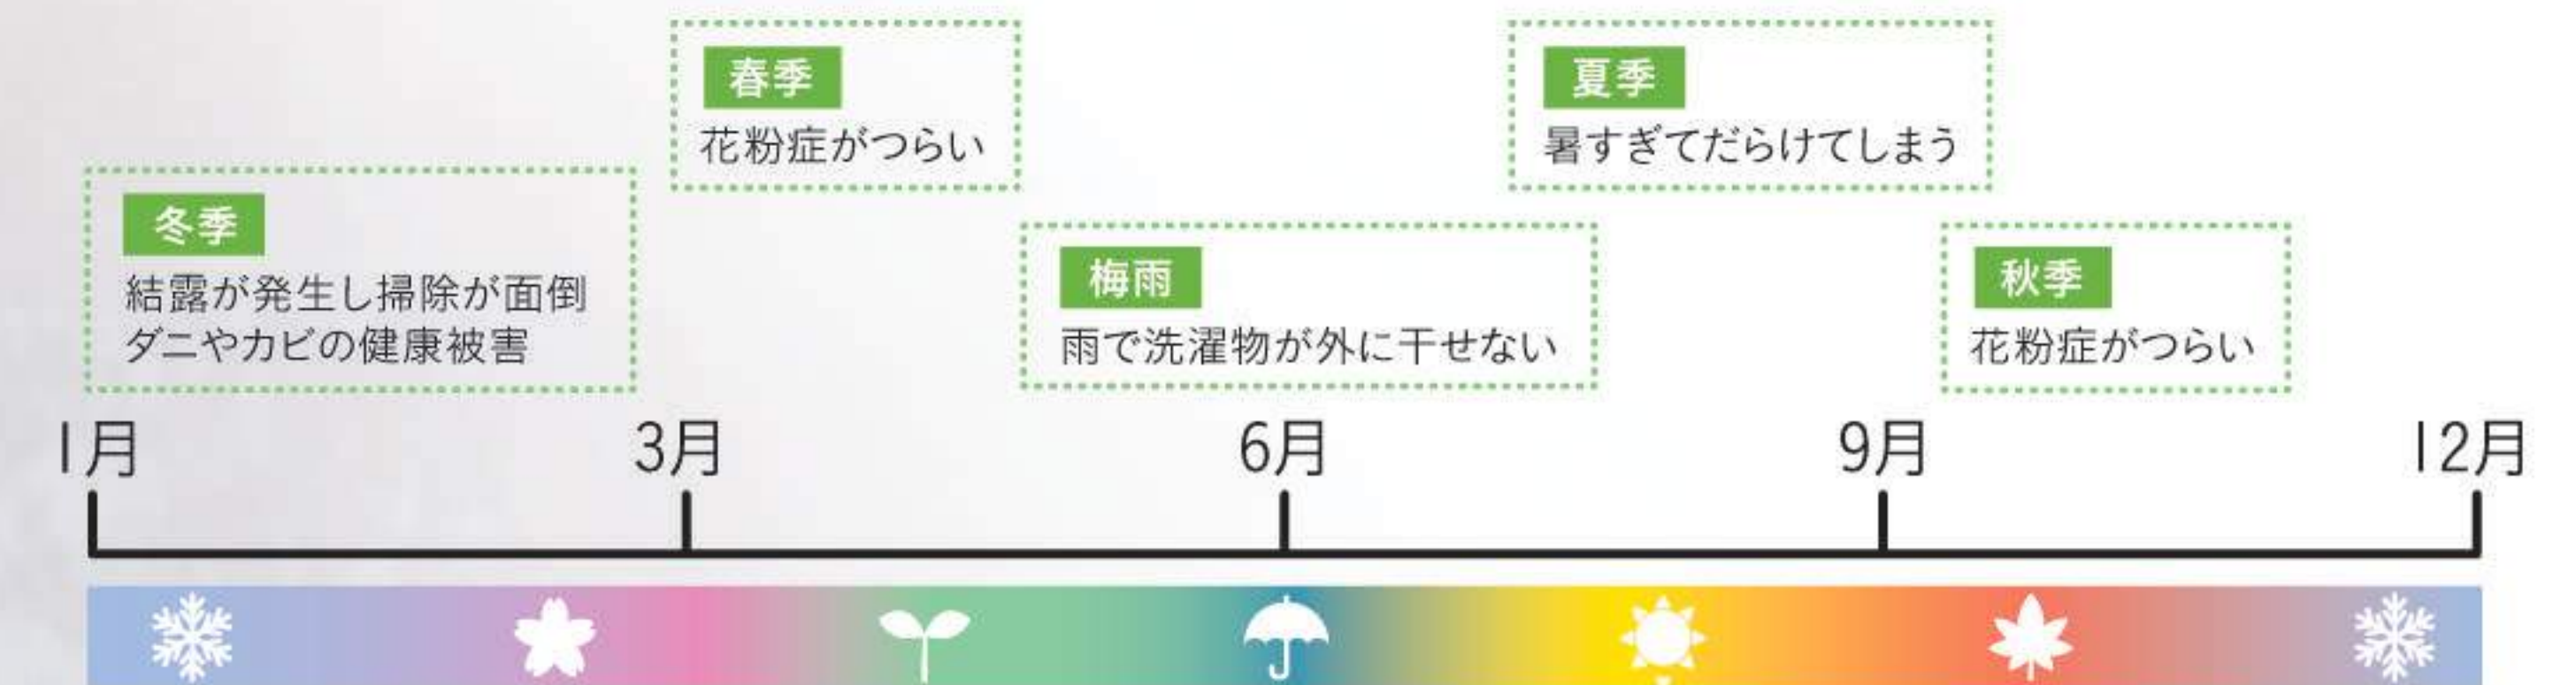 春季
花粉症がつらい
夏季
暑すぎてだらけてしまう
冬季
結露が発生し掃除が面倒
ダニやカビの健康被害
梅雨
雨で洗濯物が外に干せない
秋季
花粉症がつらい
1月 3月 6月 9月 12月